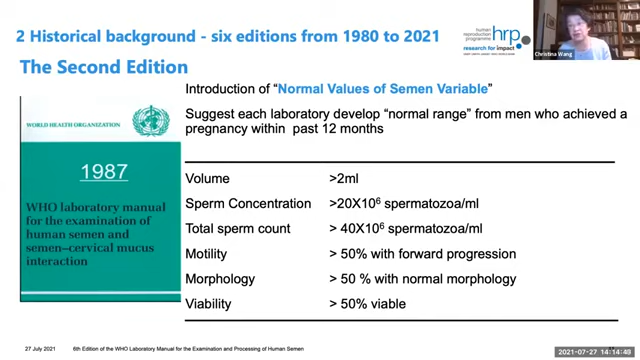 2 Historical background - six editions from 1980 to 2021
human
reproduction
programme
hrp
research for impact
Christina Wang
The Second Edition
Introduction of “Normal Values of Semen Variable”
Suggest each laboratory develop “normal range” from men who achieved a
pregnancy within past 12 months
WORLD HEALTH ORGANIZATION
1987
WHO laboratory manual
for the examination of
human semen and
semen–cervical mucus
interaction
Volume >2ml
Sperm Concentration >20X10⁶ spermatozoa/ml
Total sperm count > 40X10⁶ spermatozoa/ml
Motility > 50% with forward progression
Morphology > 50 % with normal morphology
Viability > 50% viable
27 July 2021 6th Edition of the WHO Laboratory Manual for the Examination and Processing of Human Semen
2021-07-27 14:14:49